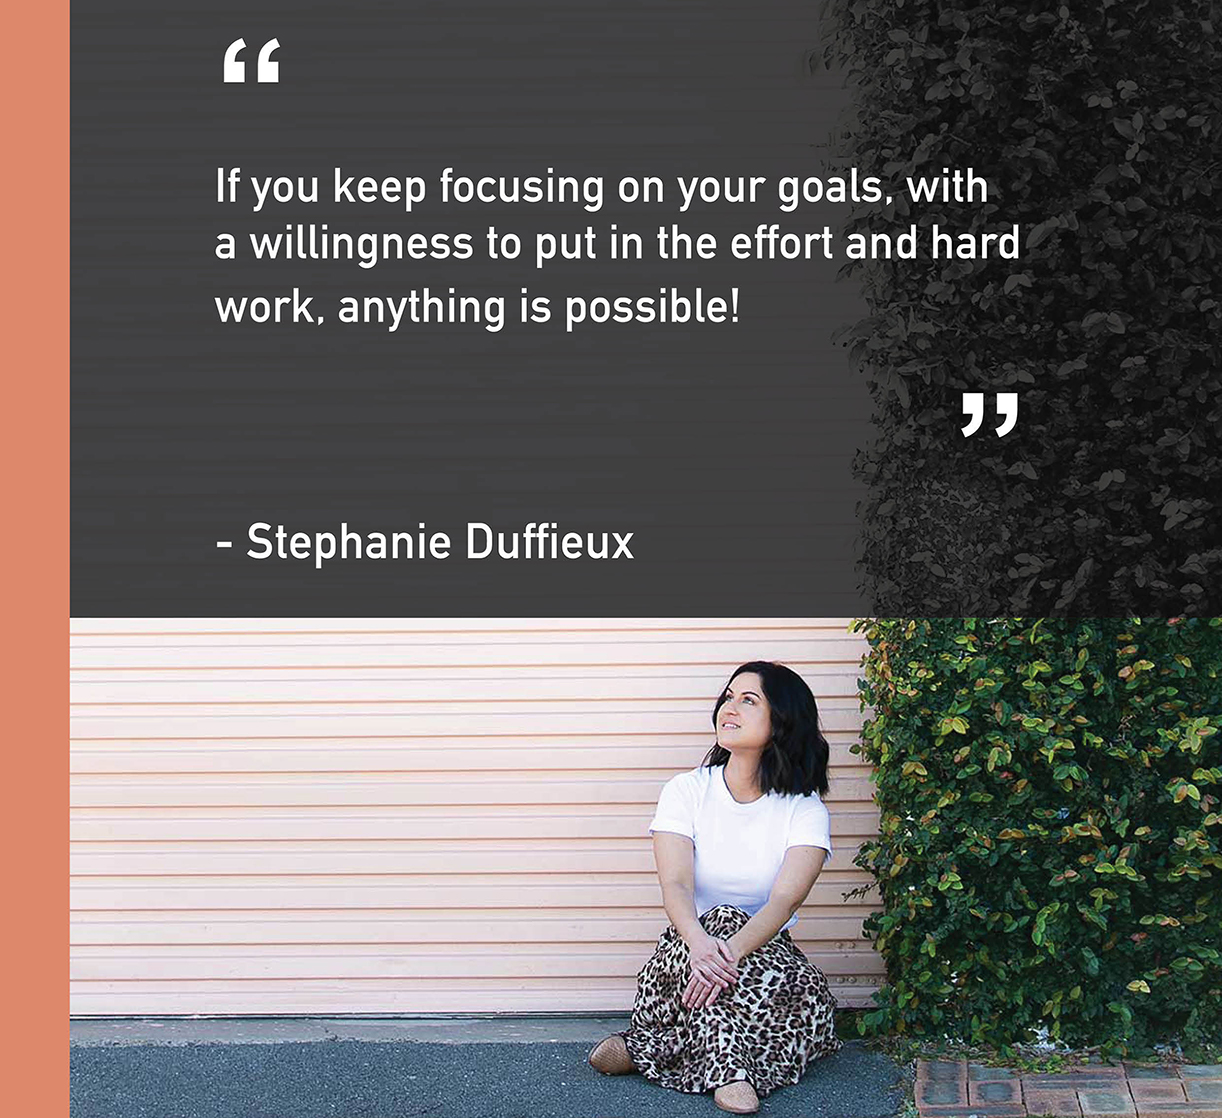 “
If you keep focusing on your goals, with
a willingness to put in the effort and hard
work, anything is possible!
”
- Stephanie Duffieux